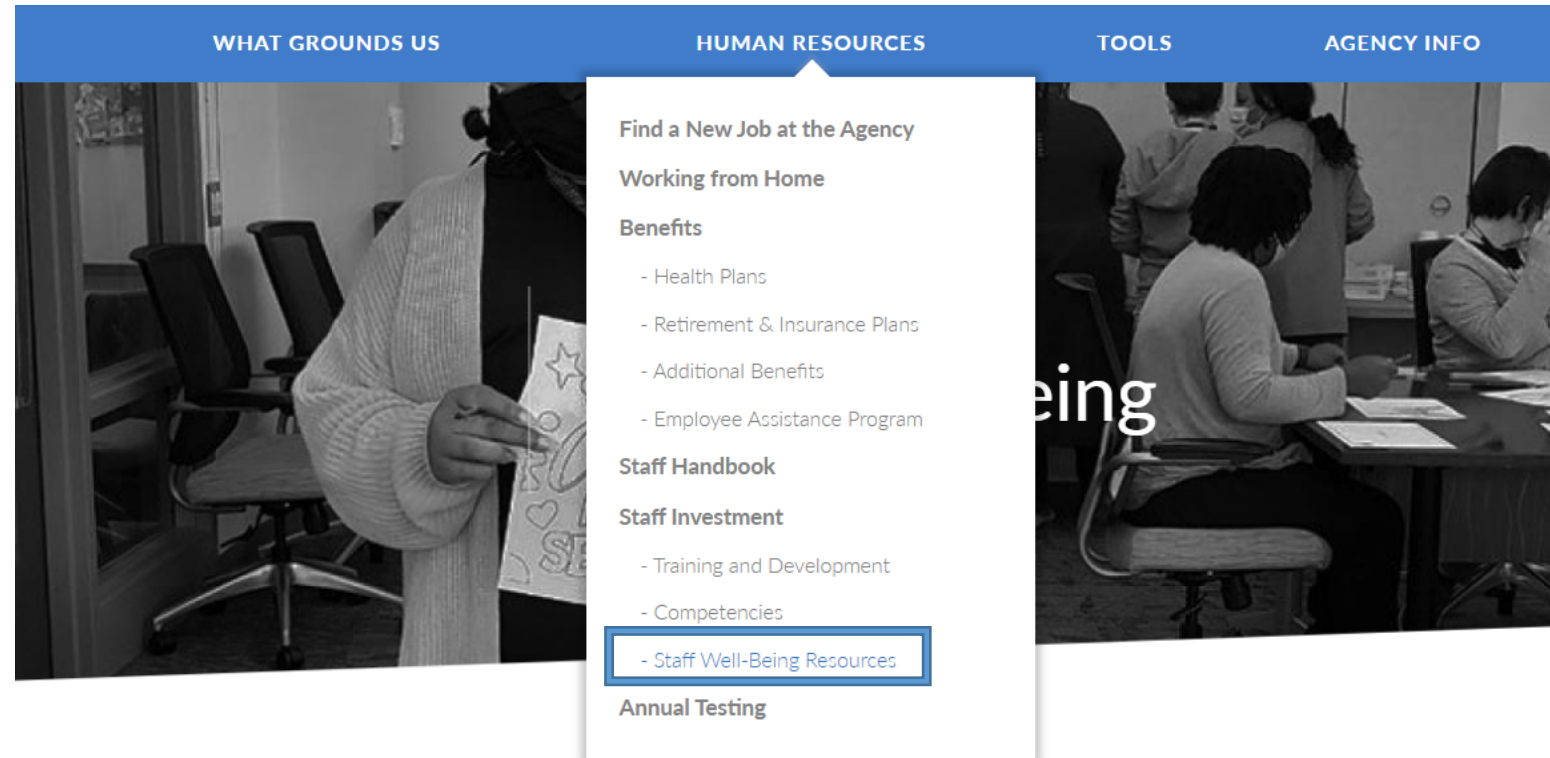 WHAT GROUNDS US HUMAN RESOURCES TOOLS AGENCY INFO
Find a New Job at the Agency
Working from Home
Benefits
- Health Plans
- Retirement & Insurance Plans
- Additional Benefits
- Employee Assistance Program
eing
Staff Handbook
Staff Investment
- Training and Development
- Competencies
- Staff Well-Being Resources
Annual Testing